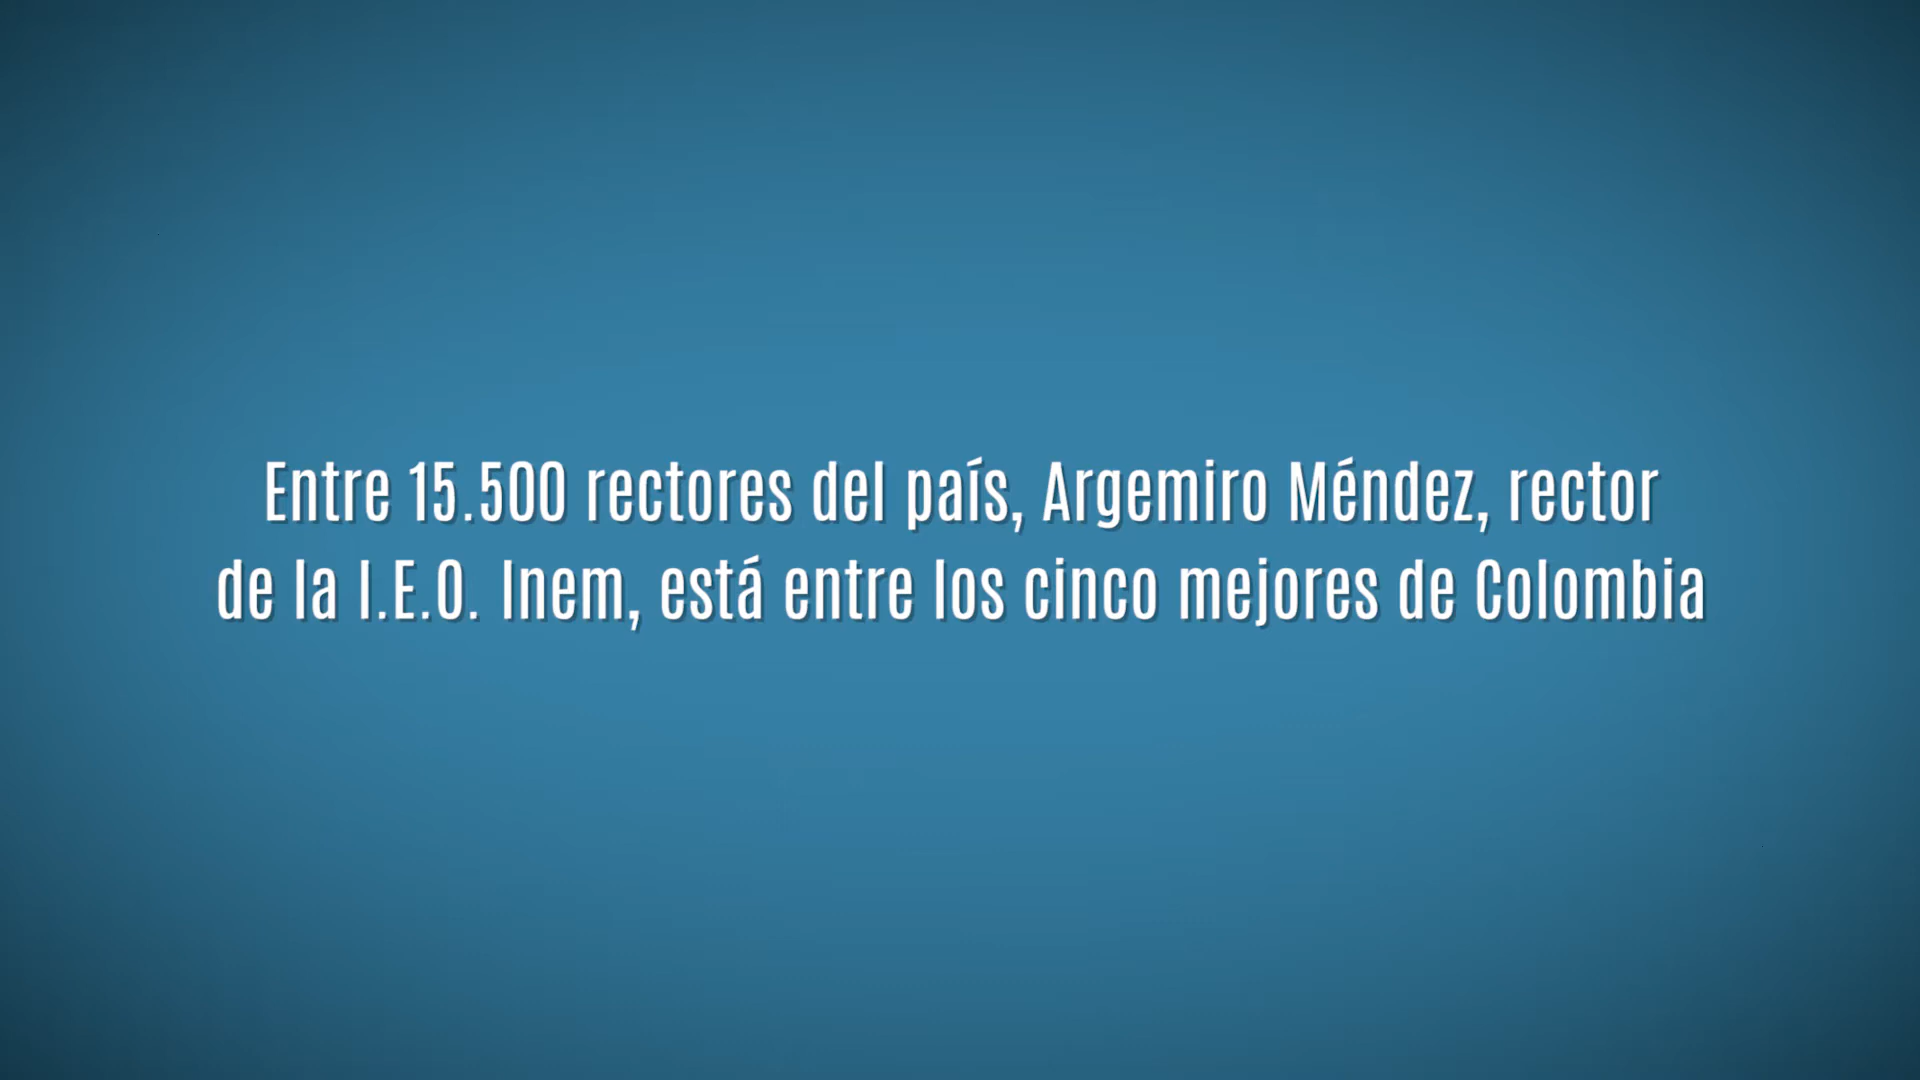 Entre 15.500 rectores del país, Argemiro Méndez, rector
de la I.E.O. Inem, está entre los cinco mejores de Colombia